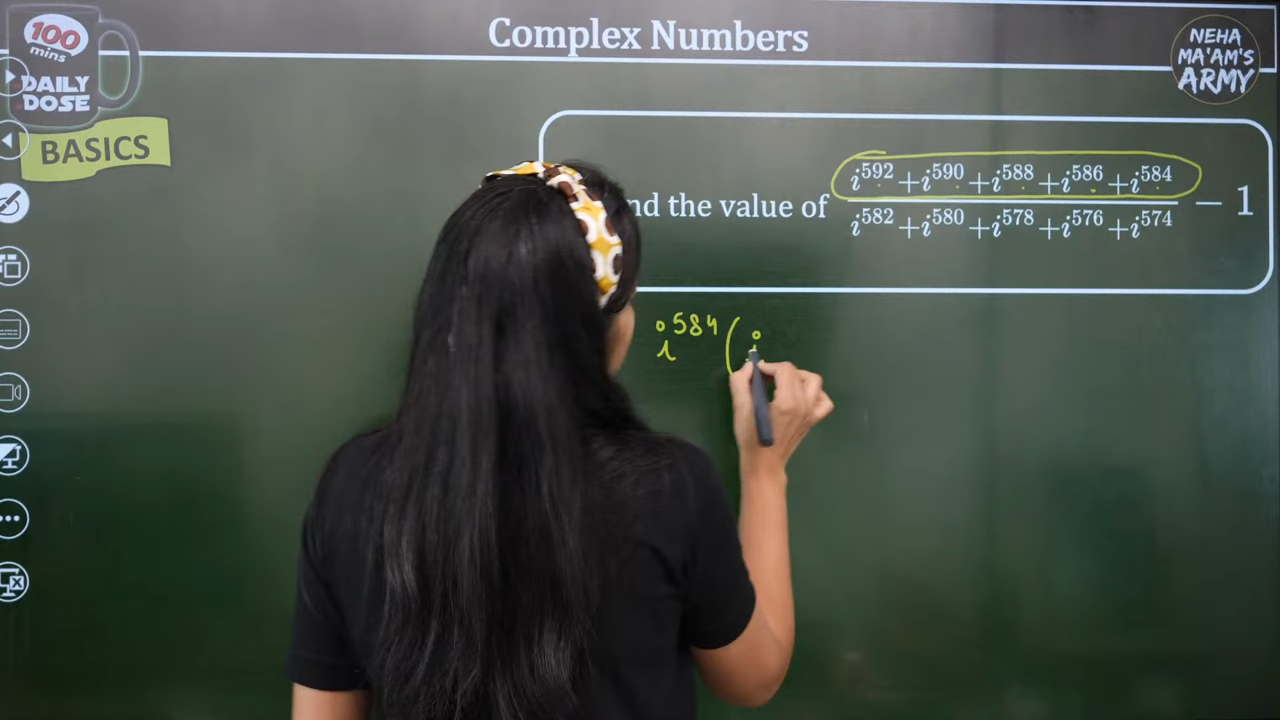 Complex Numbers
100
mins
DAILY
DOSE
BASICS
NEHA
MA'AM'S
ARMY
nd the value of i^592 + i^590 + i^588 + i^586 + i^584 / i^582 + i^580 + i^578 + i^576 + i^574 − 1
i^584 ( i